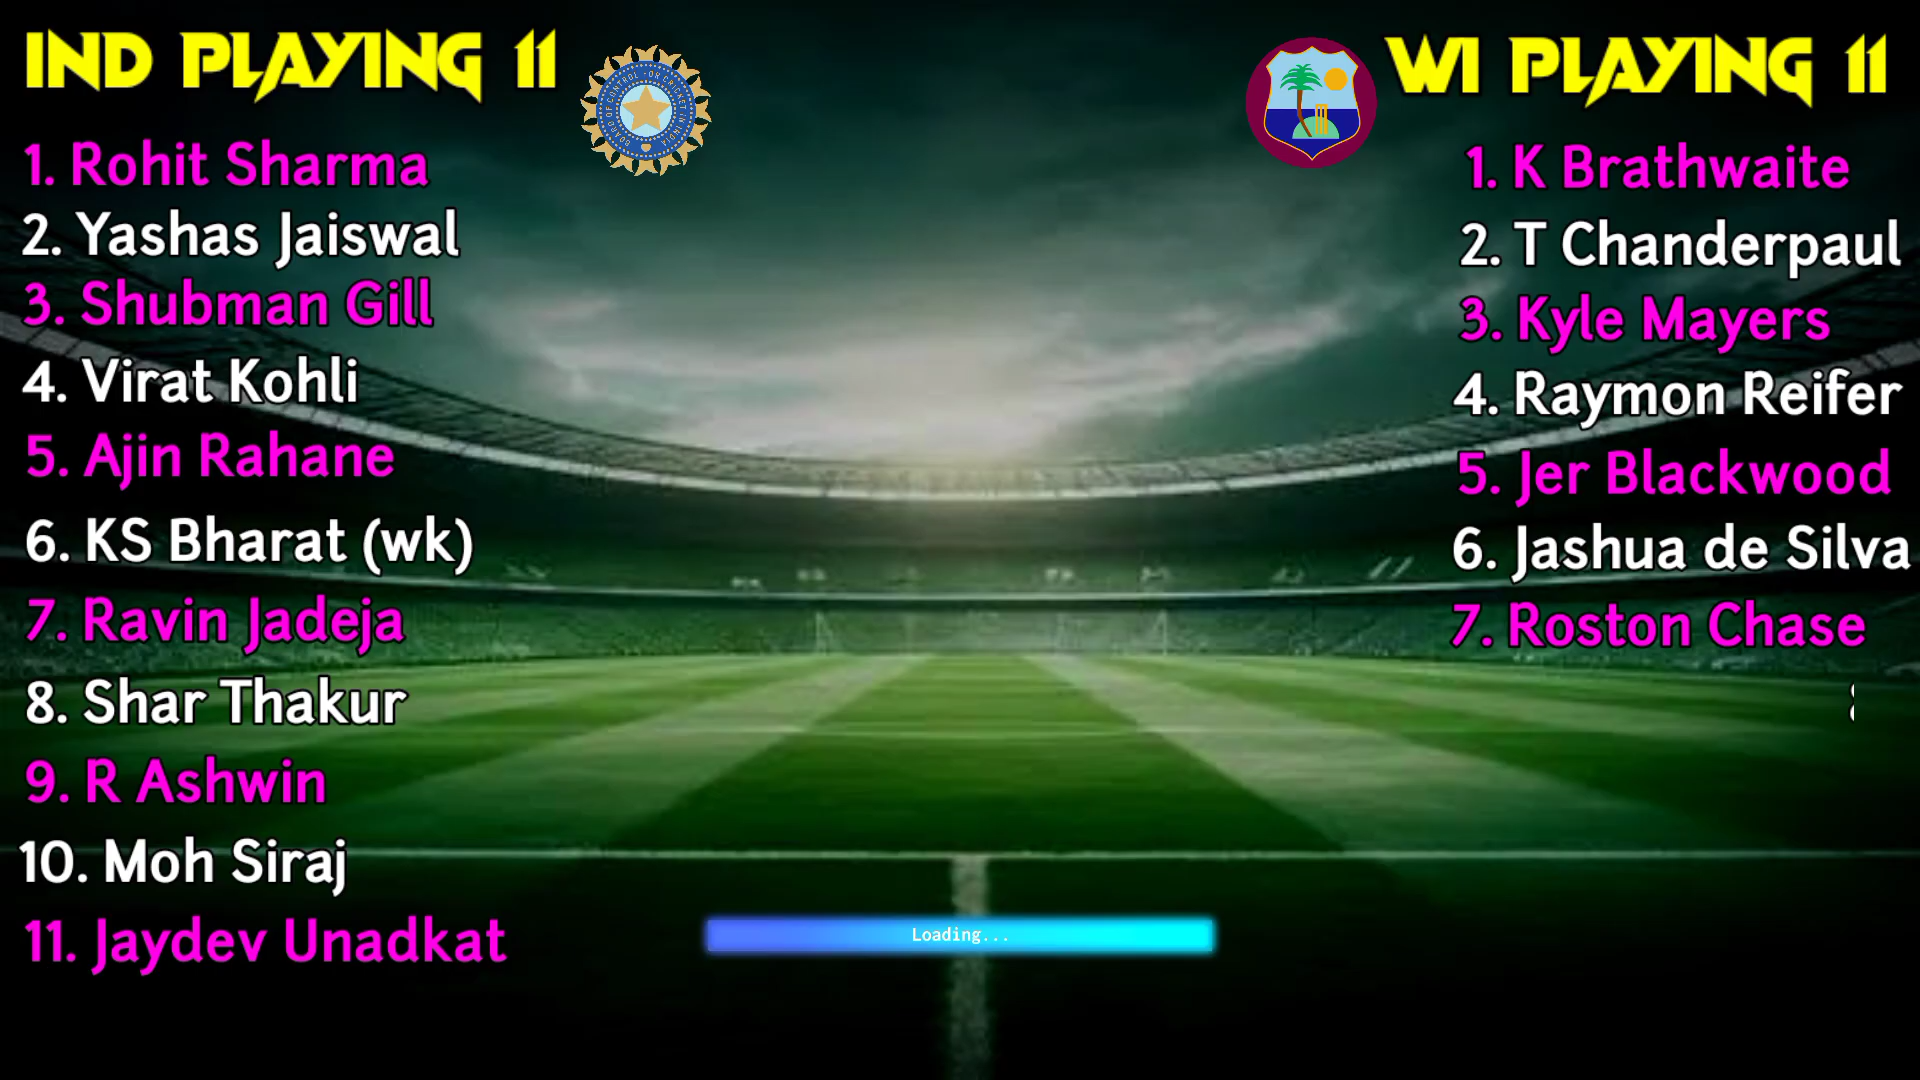 IND PLAYING 11
1. Rohit Sharma
2. Yashas Jaiswal
3. Shubman Gill
4. Virat Kohli
5. Ajin Rahane
6. KS Bharat (wk)
7. Ravin Jadeja
8. Shar Thakur
9. R Ashwin
10. Moh Siraj
11. Jaydev Unadkat
WI PLAYING 11
1. K Brathwaite
2. T Chanderpaul
3. Kyle Mayers
4. Raymon Reifer
5. Jer Blackwood
6. Jashua de Silva
7. Roston Chase
Loading...